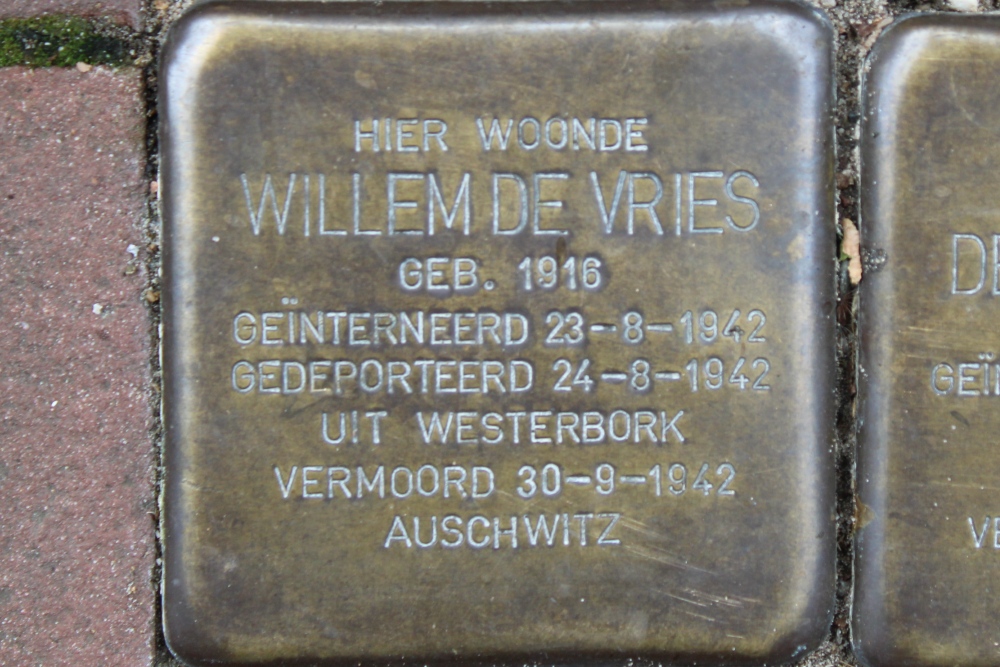 HIER WOONDE
WILLEM DE VRIES
GEB. 1916
GEÏNTERNEERD 23-8-1942
GEDEPORTEERD 24-8-1942
UIT WESTERBORK
VERMOORD 30-9-1942
AUSCHWITZ